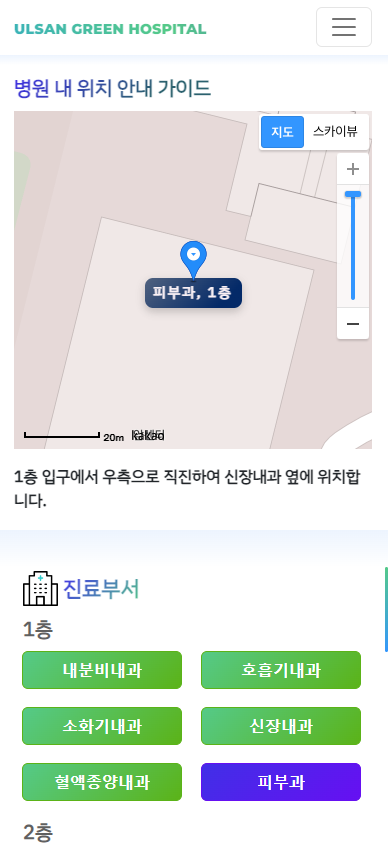 ULSAN GREEN HOSPITAL
병원 내 위치 안내 가이드
지도
스카이뷰
피부과, 1층
20m
kakao
1층 입구에서 우측으로 직진하여 신장내과 옆에 위치합
니다.
진료부서
1층
내분비내과
호흡기내과
소화기내과
신장내과
혈액종양내과
피부과
2층